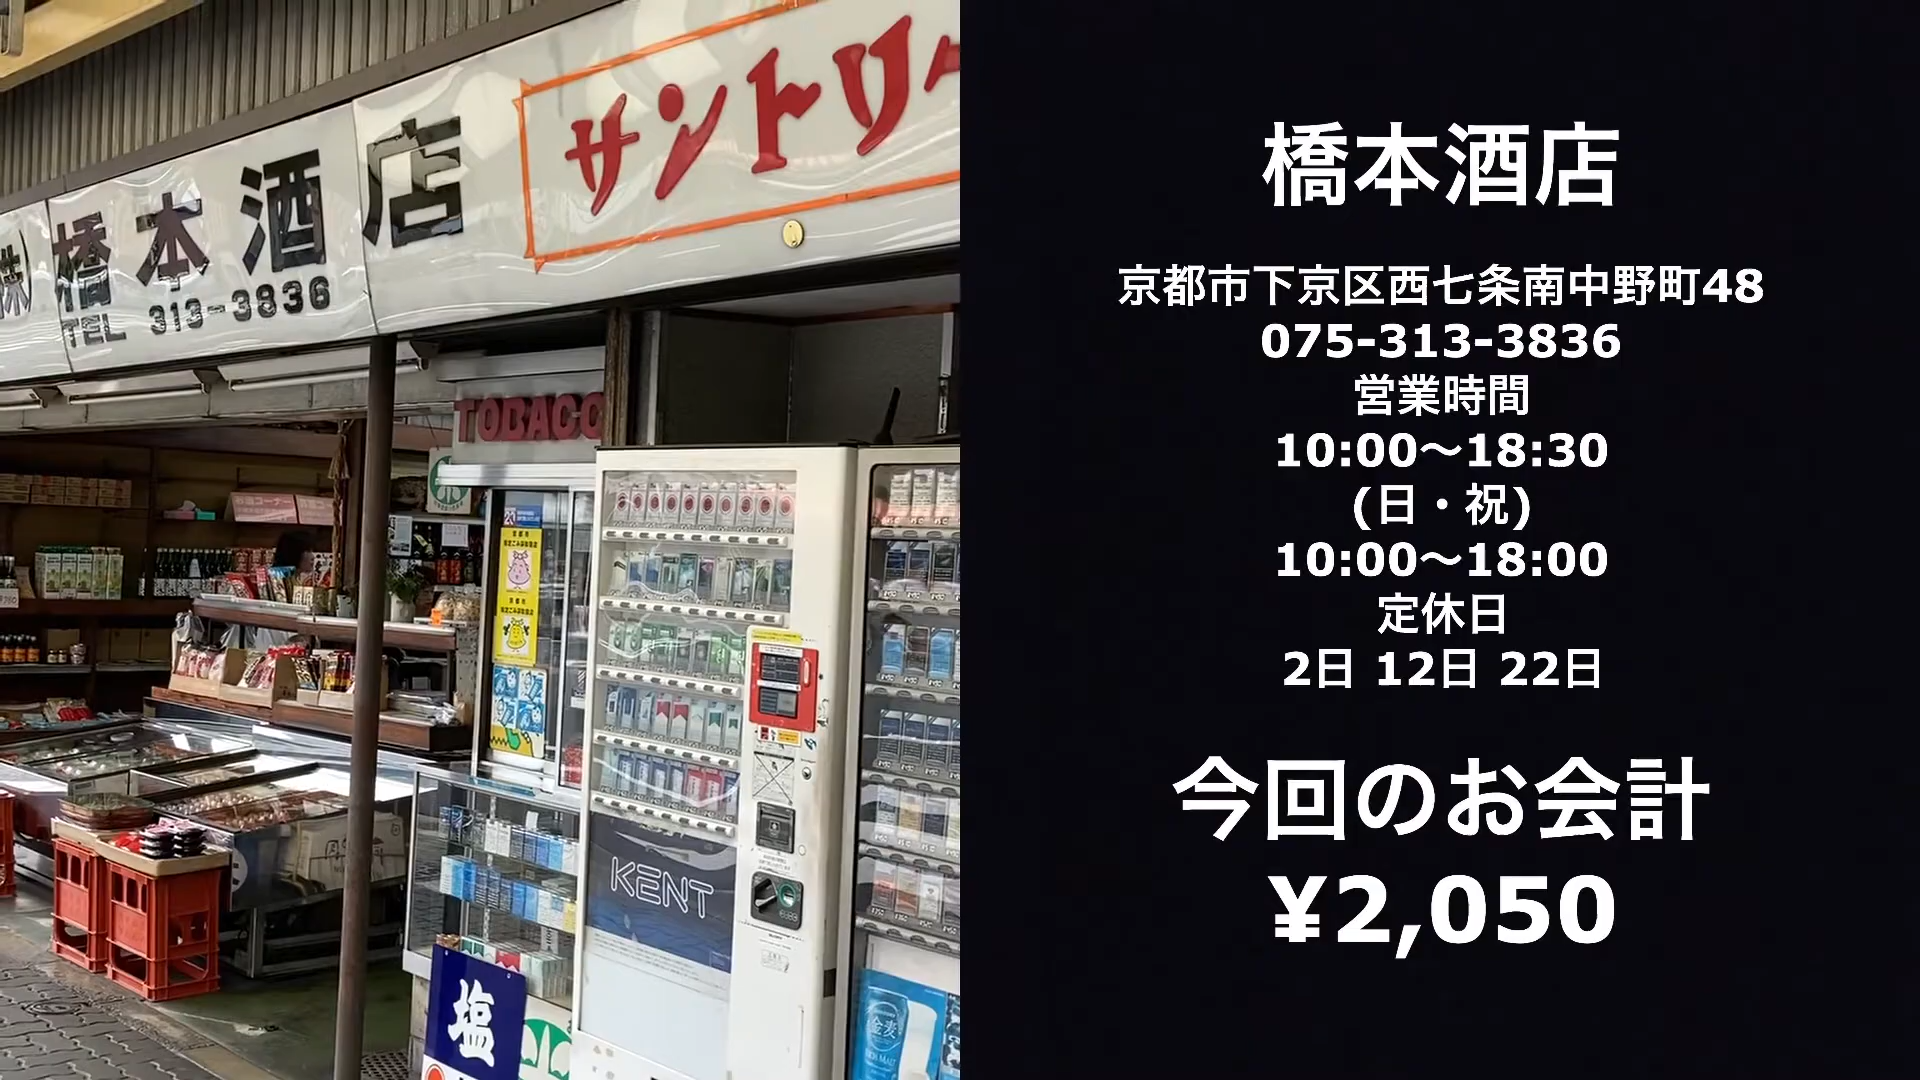 ㈱橋本酒店
TEL 313-3836
サントリー
TOBACC
KENT
塩
金麦
橋本酒店
京都市下京区西七条南中野町48
075-313-3836
営業時間
10:00～18:30
(日・祝)
10:00～18:00
定休日
2日 12日 22日
今回のお会計
¥2,050